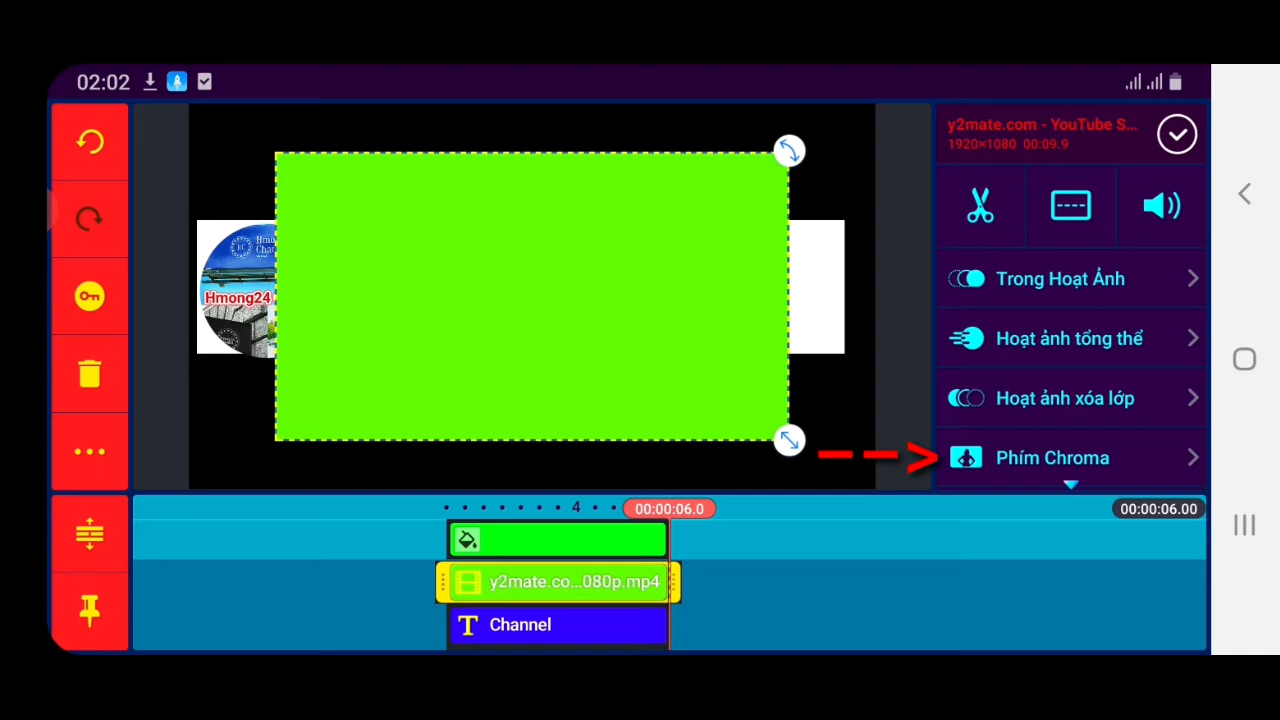 02:02
y2mate.com - YouTube S...
1920×1080 00:09.9
Hmong24
Trong Hoạt Ảnh
Hoạt ảnh tổng thể
Hoạt ảnh xóa lớp
Phím Chroma
4
00:00:06.0
00:00:06.00
y2mate.co...080p.mp4
T Channel